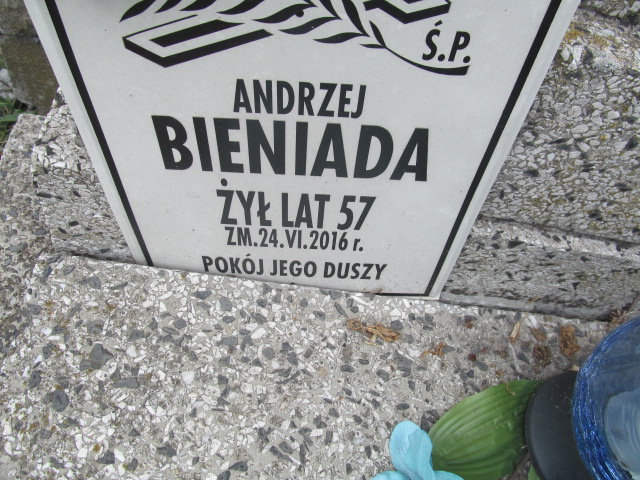 Ś.P.
ANDRZEJ
BIENIADA
ŻYŁ LAT 57
ZM.24.VI.2016 r.
POKÓJ JEGO DUSZY